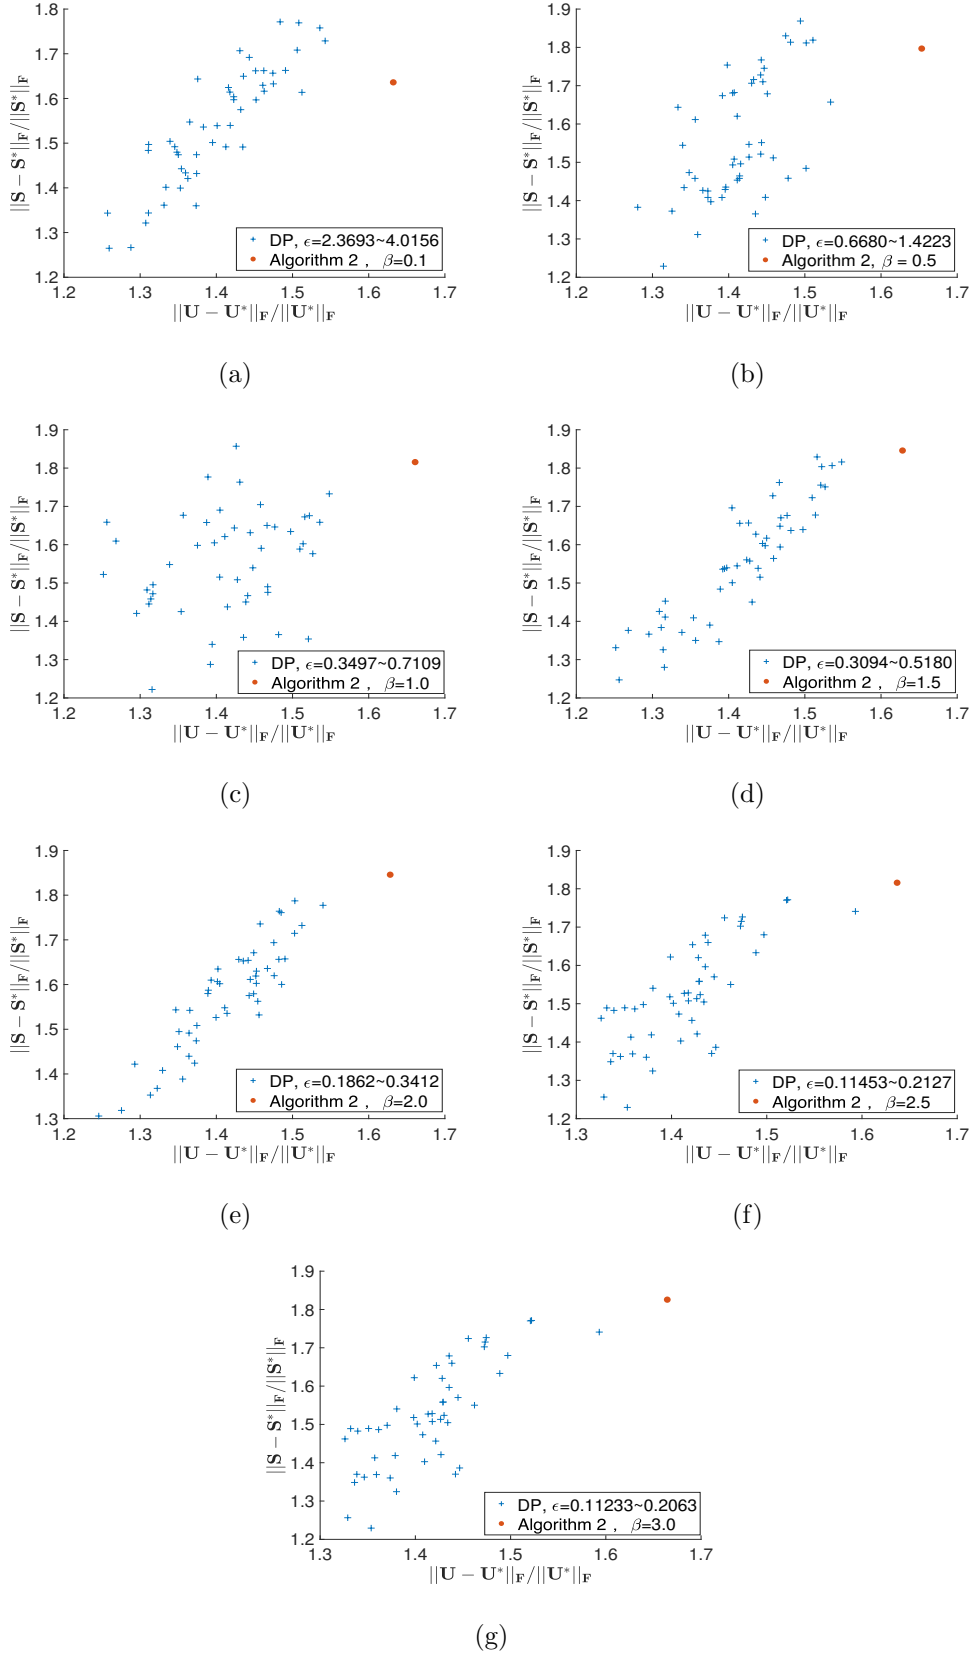 1.8
1.7
1.6
1.5
1.4
1.3
1.2
||S − S*||F/||S*||F
DP, ϵ=2.3693~4.0156
Algorithm 2 , β=0.1
1.2 1.3 1.4 1.5 1.6 1.7
||U − U*||F/||U*||F
(a)
1.9
1.8
1.7
1.6
1.5
1.4
1.3
1.2
||S − S*||F/||S*||F
DP, ϵ=0.6680~1.4223
Algorithm 2, β = 0.5
1.2 1.3 1.4 1.5 1.6 1.7
||U − U*||F/||U*||F
(b)
1.9
1.8
1.7
1.6
1.5
1.4
1.3
1.2
||S − S*||F/||S*||F
DP, ϵ=0.3497~0.7109
Algorithm 2 , β=1.0
1.2 1.3 1.4 1.5 1.6 1.7
||U − U*||F/||U*||F
(c)
1.9
1.8
1.7
1.6
1.5
1.4
1.3
1.2
||S − S*||F/||S*||F
DP, ϵ=0.3094~0.5180
Algorithm 2 , β=1.5
1.2 1.3 1.4 1.5 1.6 1.7
||U − U*||F/||U*||F
(d)
1.9
1.8
1.7
1.6
1.5
1.4
1.3
||S − S*||F/||S*||F
DP, ϵ=0.1862~0.3412
Algorithm 2 , β=2.0
1.2 1.3 1.4 1.5 1.6 1.7
||U − U*||F/||U*||F
(e)
1.9
1.8
1.7
1.6
1.5
1.4
1.3
1.2
||S − S*||F/||S*||F
DP, ϵ=0.11453~0.2127
Algorithm 2 , β=2.5
1.3 1.4 1.5 1.6 1.7
||U − U*||F/||U*||F
(f)
1.9
1.8
1.7
1.6
1.5
1.4
1.3
1.2
||S − S*||F/||S*||F
DP, ϵ=0.11233~0.2063
Algorithm 2 , β=3.0
1.3 1.4 1.5 1.6 1.7
||U − U*||F/||U*||F
(g)